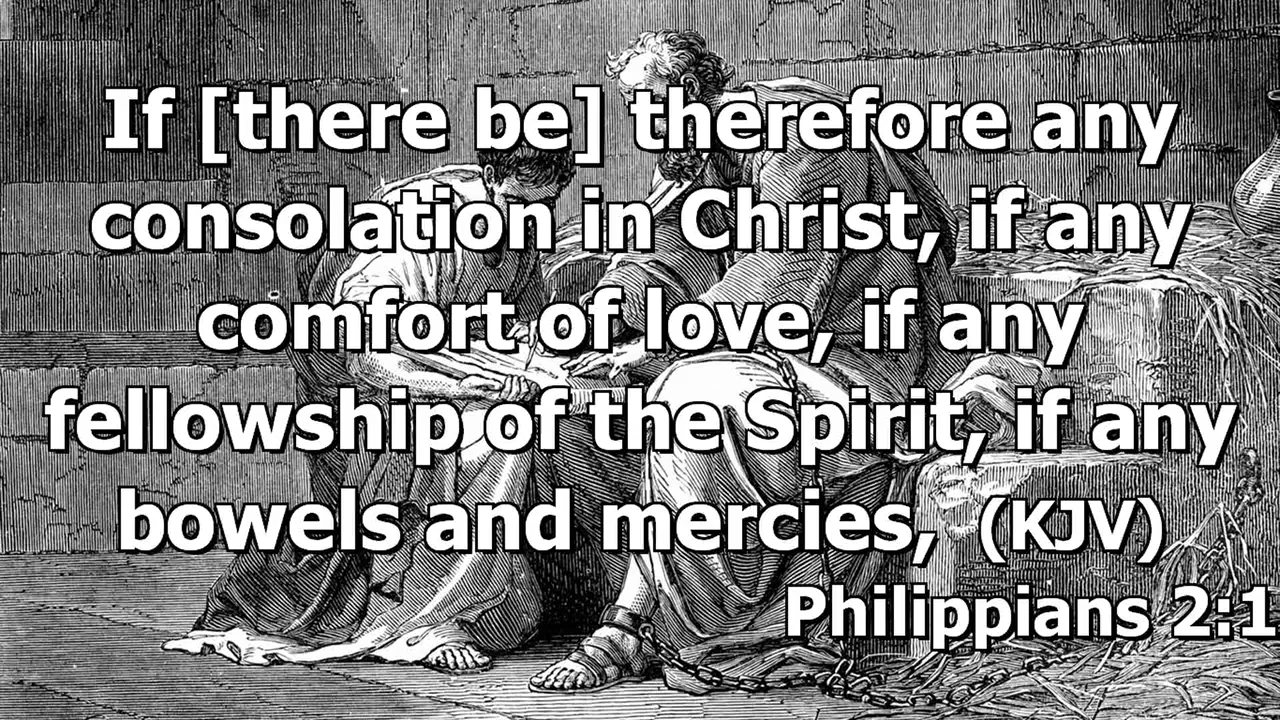 If [there be] therefore any
consolation in Christ, if any
comfort of love, if any
fellowship of the Spirit, if any
bowels and mercies, (KJV)
Philippians 2:1